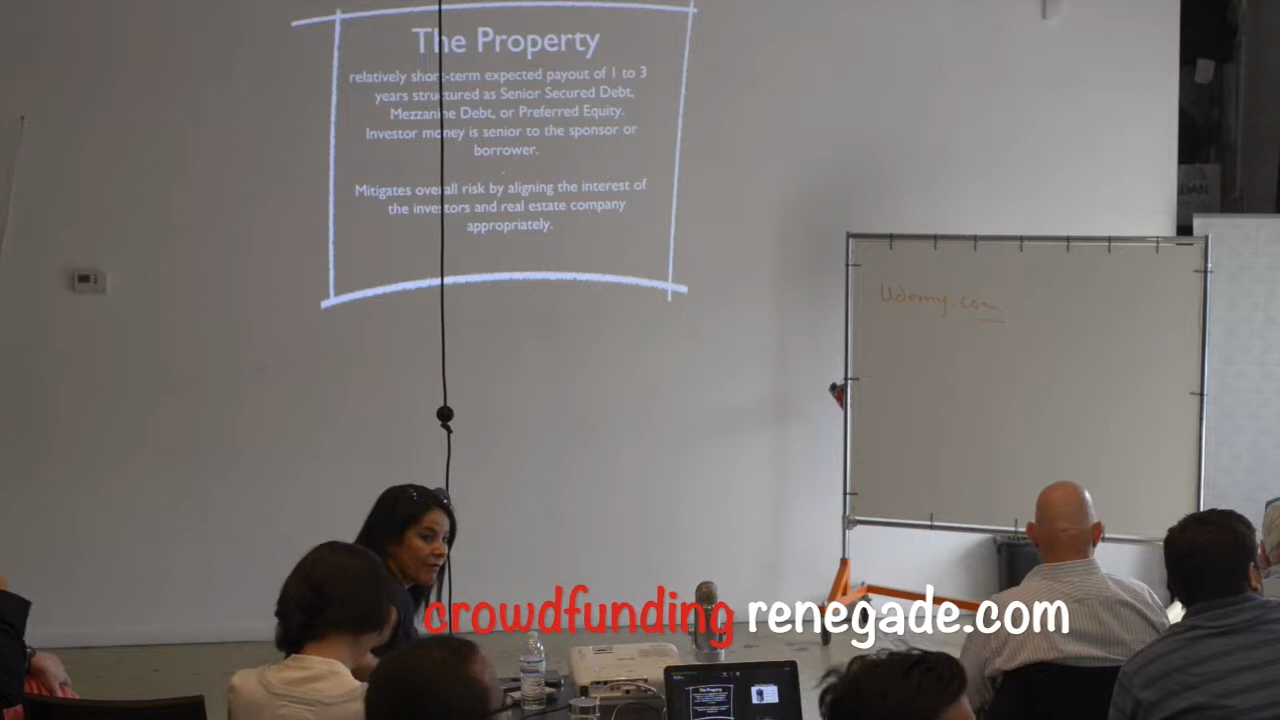 The Property
relatively short-term expected payout of 1 to 3
years structured as Senior Secured Debt,
Mezzanine Debt, or Preferred Equity.
Investor money is senior to the sponsor or
borrower.
.
Mitigates overall risk by aligning the interest of
the investors and real estate company
appropriately.
Udemy.com
crowdfunding renegade.com
The Property